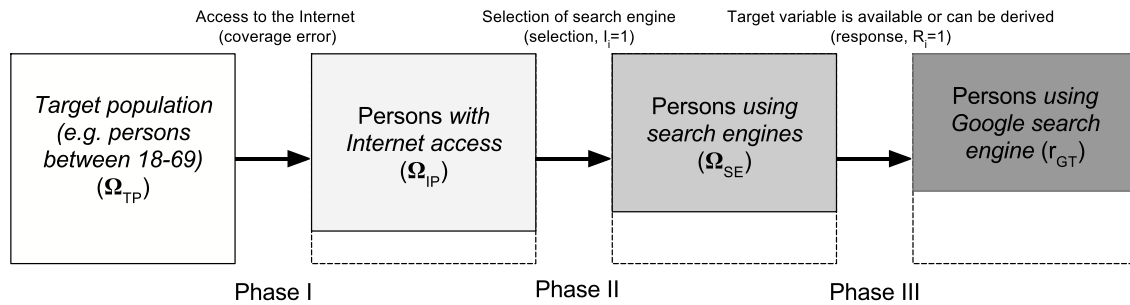 Access to the Internet
(coverage error)
Selection of search engine
(selection, Iᵢ=1)
Target variable is available or can be derived
(response, Rᵢ=1)
Target population
(e.g. persons
between 18-69)
(Ω_TP)
Persons with
Internet access
(Ω_IP)
Persons using
search engines
(Ω_SE)
Persons using
Google search
engine (r_GT)
Phase I
Phase II
Phase III